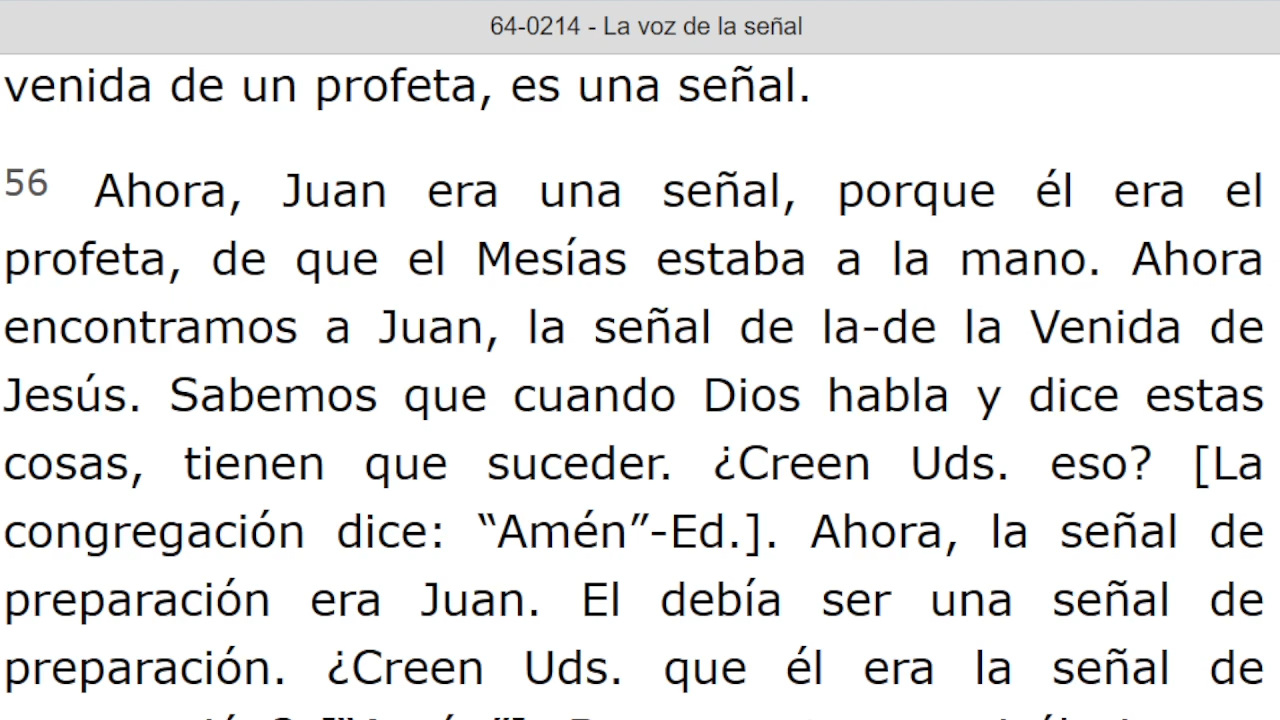 64-0214 - La voz de la señal
venida de un profeta, es una señal.
56 Ahora, Juan era una señal, porque él era el
profeta, de que el Mesías estaba a la mano. Ahora
encontramos a Juan, la señal de la-de la Venida de
Jesús. Sabemos que cuando Dios habla y dice estas
cosas, tienen que suceder. ¿Creen Uds. eso? [La
congregación dice: “Amén”-Ed.]. Ahora, la señal de
preparación era Juan. El debía ser una señal de
preparación. ¿Creen Uds. que él era la señal de